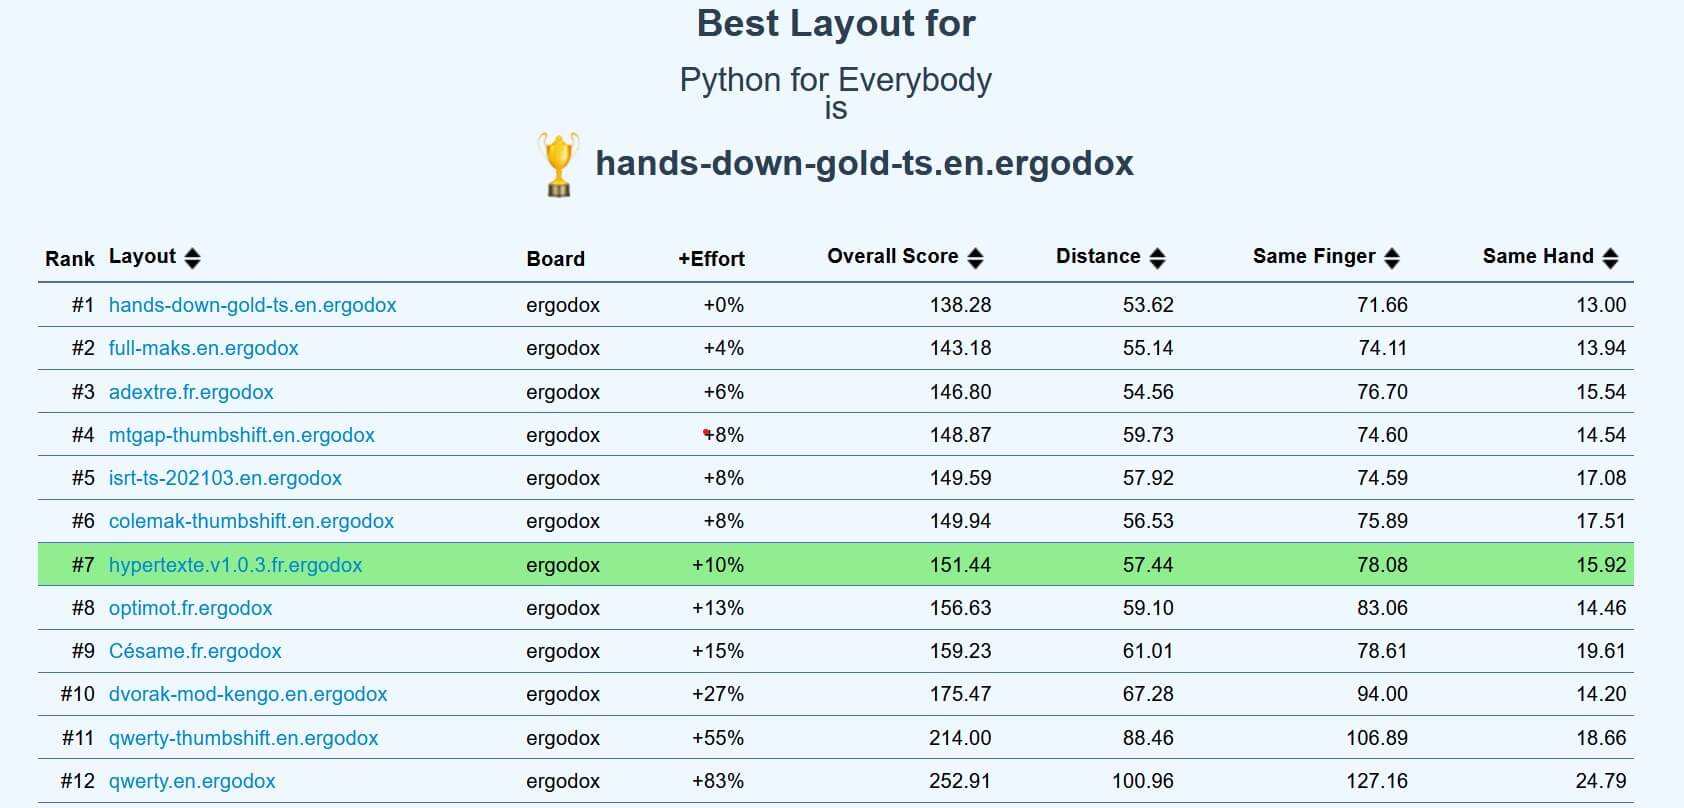 Best Layout for
Python for Everybody
is
hands-down-gold-ts.en.ergodox
Rank Layout Board +Effort Overall Score Distance Same Finger Same Hand
#1 hands-down-gold-ts.en.ergodox ergodox +0% 138.28 53.62 71.66 13.00
#2 full-maks.en.ergodox ergodox +4% 143.18 55.14 74.11 13.94
#3 adextre.fr.ergodox ergodox +6% 146.80 54.56 76.70 15.54
#4 mtgap-thumbshift.en.ergodox ergodox +8% 148.87 59.73 74.60 14.54
#5 isrt-ts-202103.en.ergodox ergodox +8% 149.59 57.92 74.59 17.08
#6 colemak-thumbshift.en.ergodox ergodox +8% 149.94 56.53 75.89 17.51
#7 hypertexte.v1.0.3.fr.ergodox ergodox +10% 151.44 57.44 78.08 15.92
#8 optimot.fr.ergodox ergodox +13% 156.63 59.10 83.06 14.46
#9 Césame.fr.ergodox ergodox +15% 159.23 61.01 78.61 19.61
#10 dvorak-mod-kengo.en.ergodox ergodox +27% 175.47 67.28 94.00 14.20
#11 qwerty-thumbshift.en.ergodox ergodox +55% 214.00 88.46 106.89 18.66
#12 qwerty.en.ergodox ergodox +83% 252.91 100.96 127.16 24.79